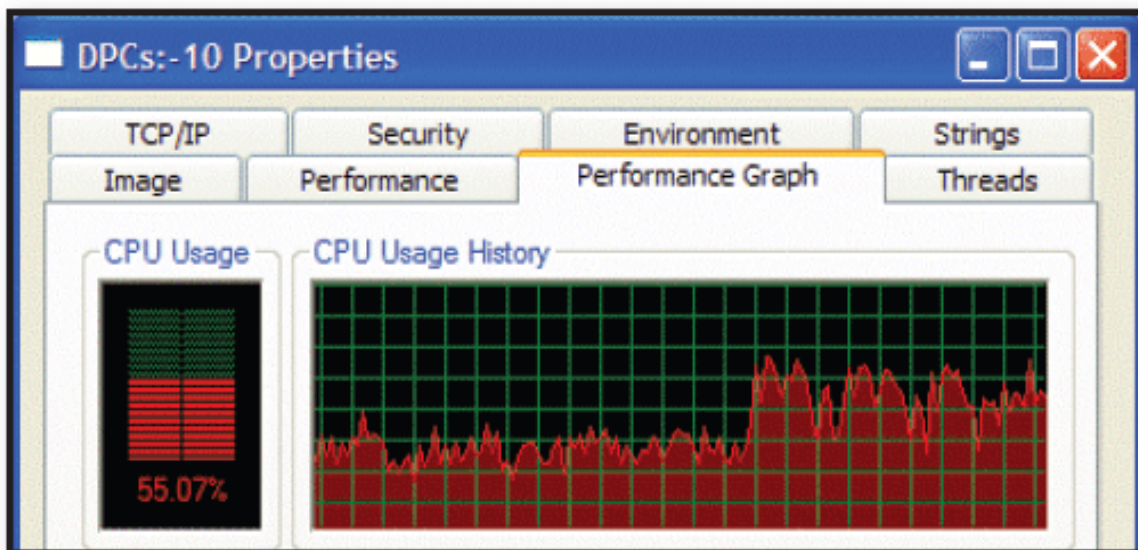 DPCs:-10 Properties
TCP/IP Security Environment Strings
Image Performance Performance Graph Threads
CPU Usage CPU Usage History
55.07%